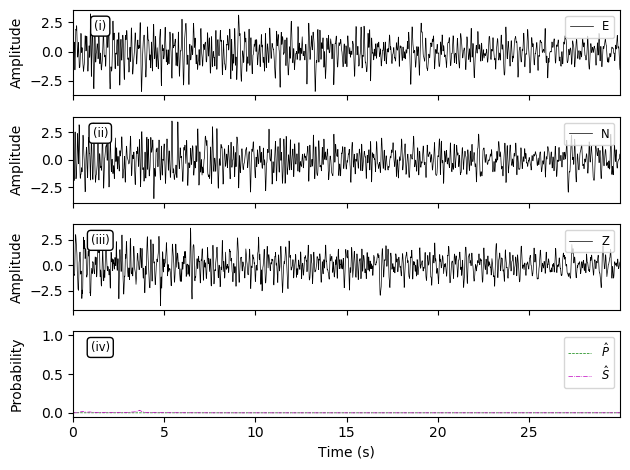 (i)
E
Amplitude
2.5
0.0
−2.5
(ii)
N
Amplitude
2.5
0.0
−2.5
(iii)
Z
Amplitude
2.5
0.0
−2.5
(iv)
P̂
Ŝ
Probability
1.0
0.5
0.0
0 5 10 15 20 25
Time (s)